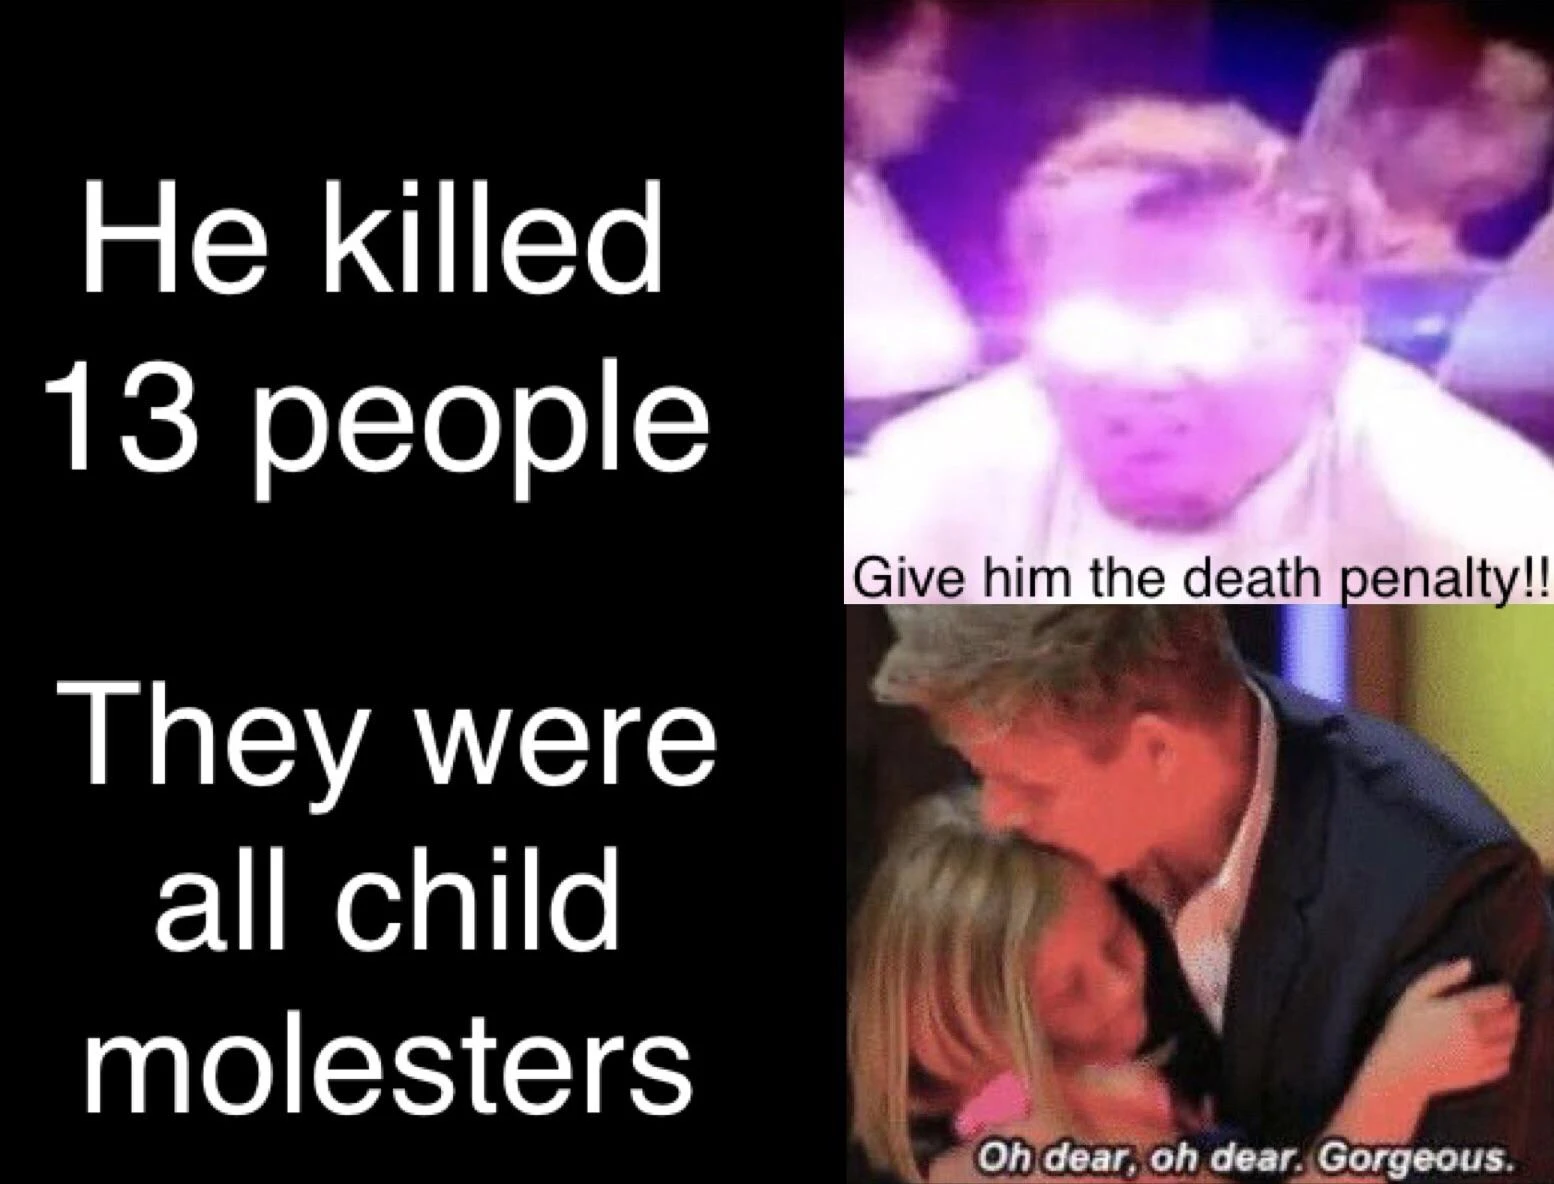 He killed
13 people
Give him the death penalty!!
They were
all child
molesters
Oh dear, oh dear. Gorgeous.